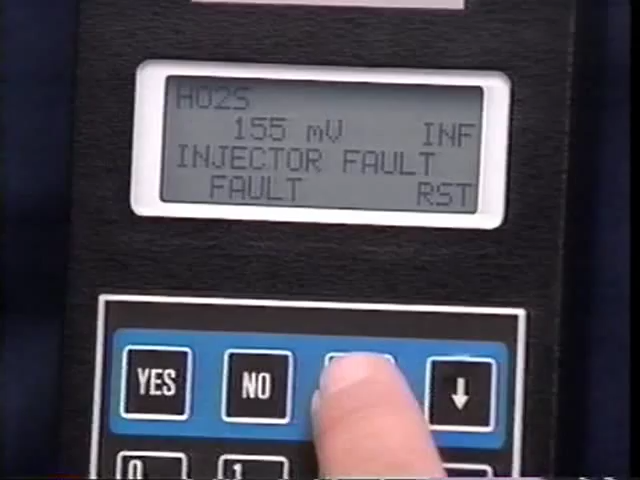 HO2S
155 mV INF
INJECTOR FAULT
FAULT RST
YES NO ↓
0 1